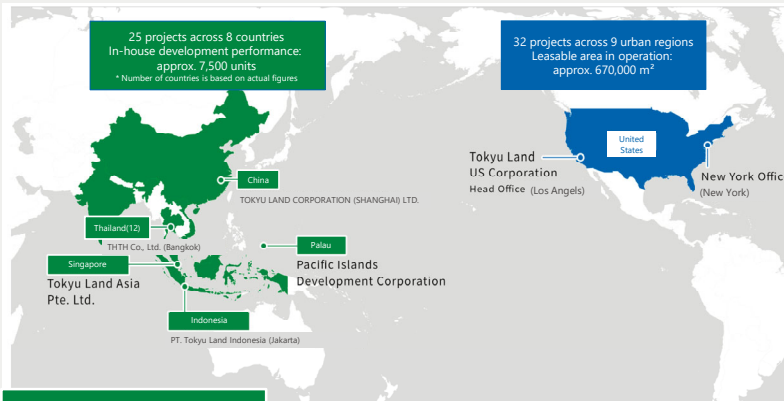 25 projects across 8 countries
In-house development performance:
approx. 7,500 units
* Number of countries is based on actual figures
32 projects across 9 urban regions
Leasable area in operation:
approx. 670,000 m²
United
States
Tokyu Land
US Corporation
Head Office (Los Angels)
New York Offic
(New York)
China
TOKYU LAND CORPORATION (SHANGHAI) LTD.
Thailand(12)
THTH Co., Ltd. (Bangkok)
Palau
Pacific Islands
Development Corporation
Singapore
Tokyu Land Asia
Pte. Ltd.
Indonesia
PT. Tokyu Land Indonesia (Jakarta)